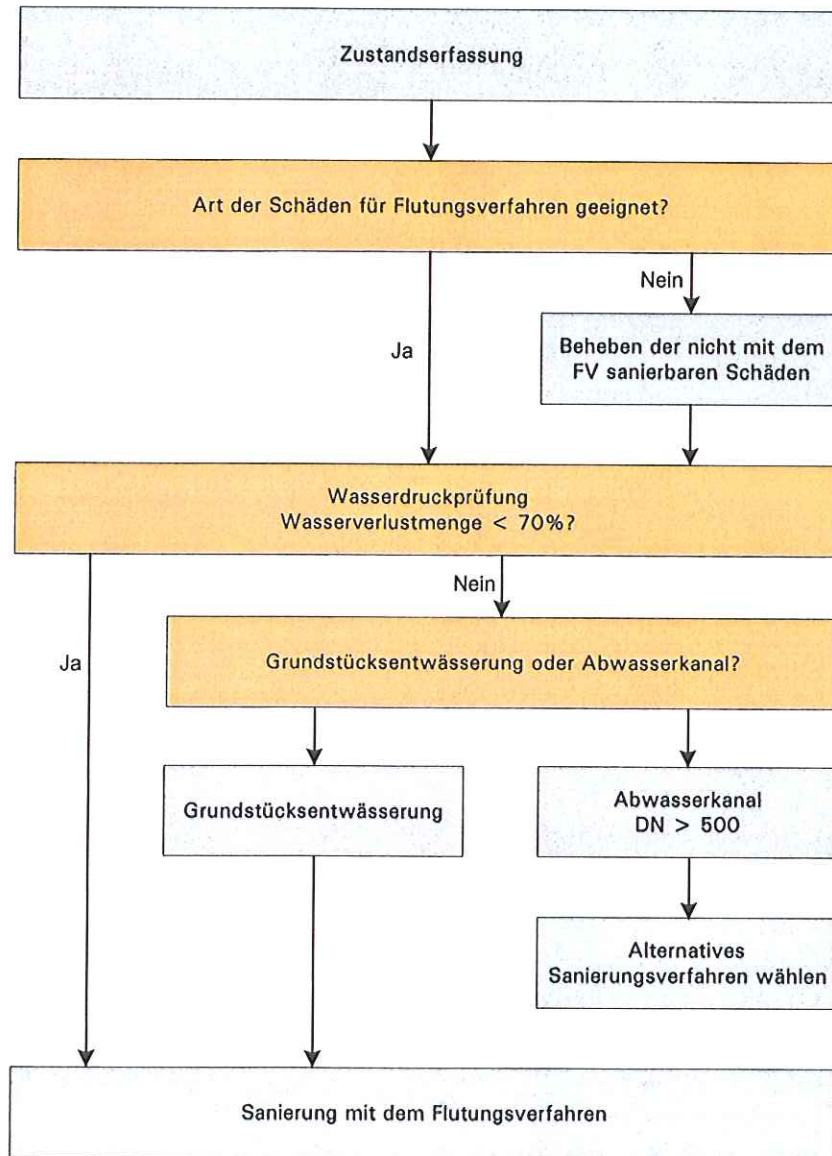 Zustandserfassung
Art der Schäden für Flutungsverfahren geeignet?
Nein
Ja
Beheben der nicht mit dem
FV sanierbaren Schäden
Wasserdruckprüfung
Wasserverlustmenge < 70%?
Nein
Ja
Grundstücksentwässerung oder Abwasserkanal?
Grundstücksentwässerung
Abwasserkanal
DN > 500
Alternatives
Sanierungsverfahren wählen
Sanierung mit dem Flutungsverfahren